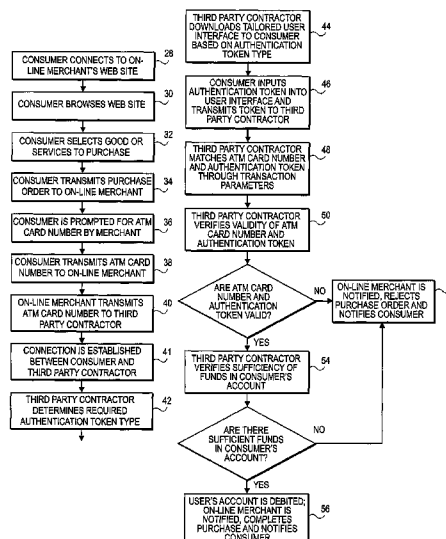 28
CONSUMER CONNECTS TO ON-
LINE MERCHANT'S WEB SITE
30
CONSUMER BROWSES WEB SITE
32
CONSUMER SELECTS GOOD OR
SERVICES TO PURCHASE
34
CONSUMER TRANSMITS PURCHASE
ORDER TO ON-LINE MERCHANT
36
CONSUMER IS PROMPTED FOR ATM
CARD NUMBER BY MERCHANT
38
CONSUMER TRANSMITS ATM CARD
NUMBER TO ON-LINE MERCHANT
40
ON-LINE MERCHANT TRANSMITS
ATM CARD NUMBER TO THIRD
PARTY CONTRACTOR
41
CONNECTION IS ESTABLISHED
BETWEEN CONSUMER AND
THIRD PARTY CONTRACTOR
42
THIRD PARTY CONTRACTOR
DETERMINES REQUIRED
AUTHENTICATION TOKEN TYPE
44
THIRD PARTY CONTRACTOR
DOWNLOADS TAILORED USER
INTERFACE TO CONSUMER
BASED ON AUTHENTICATION
TOKEN TYPE
46
CONSUMER INPUTS
AUTHENTICATION TOKEN INTO
USER INTERFACE AND
TRANSMITS TOKEN TO THIRD
PARTY CONTRACTOR
48
THIRD PARTY CONTRACTOR
MATCHES ATM CARD NUMBER
AND AUTHENTICATION TOKEN
THROUGH TRANSACTION
PARAMETERS
50
THIRD PARTY CONTRACTOR
VERIFIES VALIDITY OF ATM
CARD NUMBER AND
AUTHENTICATION TOKEN
ARE ATM CARD
NUMBER AND
AUTHENTICATION
TOKEN VALID?
NO
ON-LINE MERCHANT IS
NOTIFIED, REJECTS
PURCHASE ORDER AND
NOTIFIES CONSUMER
YES
54
THIRD PARTY CONTRACTOR
VERIFIES SUFFICIENCY OF
FUNDS IN CONSUMER'S
ACCOUNT
ARE THERE
SUFFICIENT FUNDS
IN CONSUMER'S
ACCOUNT?
NO
YES
56
USER'S ACCOUNT IS DEBITED;
ON-LINE MERCHANT IS
NOTIFIED, COMPLETES
PURCHASE AND NOTIFIES
CONSUMER